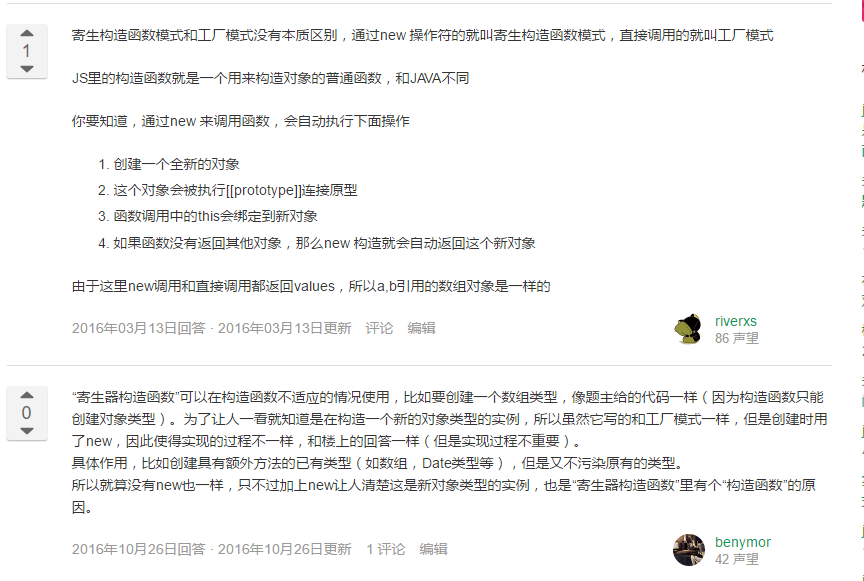 寄生构造函数模式和工厂模式没有本质区别，通过new 操作符的就叫寄生构造函数模式，直接调用的就叫工厂模式
1
JS里的构造函数就是一个用来构造对象的普通函数，和JAVA不同
你要知道，通过new 来调用函数，会自动执行下面操作
1. 创建一个全新的对象
2. 这个对象会被执行[[prototype]]连接原型
3. 函数调用中的this会绑定到新对象
4. 如果函数没有返回其他对象，那么new 构造就会自动返回这个新对象
由于这里new调用和直接调用都返回values，所以a,b引用的数组对象是一样的
2016年03月13日回答 · 2016年03月13日更新 评论 编辑
riverxs
86 声望
“寄生器构造函数”可以在构造函数不适应的情况使用，比如要创建一个数组类型，像题主给的代码一样（因为构造函数只能
0
创建对象类型）。为了让人一看就知道是在构造一个新的对象类型的实例，所以虽然它写的和工厂模式一样，但是创建时用
了new，因此使得实现的过程不一样，和楼上的回答一样（但是实现过程不重要）。
具体作用，比如创建具有额外方法的已有类型（如数组，Date类型等），但是又不污染原有的类型。
所以就算没有new也一样，只不过加上new让人清楚这是新对象类型的实例，也是“寄生器构造函数”里有个“构造函数”的原
因。
2016年10月26日回答 · 2016年10月26日更新 1 评论 编辑
benymor
42 声望